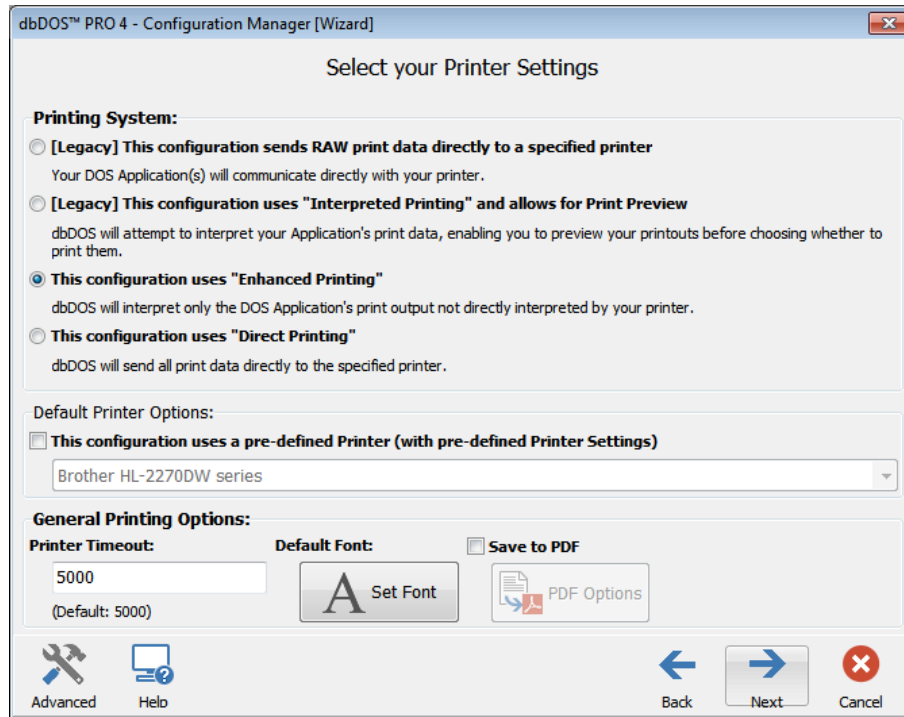 dbDOS™ PRO 4 - Configuration Manager [Wizard]
Select your Printer Settings
Printing System:
[Legacy] This configuration sends RAW print data directly to a specified printer
Your DOS Application(s) will communicate directly with your printer.
[Legacy] This configuration uses "Interpreted Printing" and allows for Print Preview
dbDOS will attempt to interpret your Application's print data, enabling you to preview your printouts before choosing whether to
print them.
This configuration uses "Enhanced Printing"
dbDOS will interpret only the DOS Application's print output not directly interpreted by your printer.
This configuration uses "Direct Printing"
dbDOS will send all print data directly to the specified printer.
Default Printer Options:
This configuration uses a pre-defined Printer (with pre-defined Printer Settings)
Brother HL-2270DW series
General Printing Options:
Printer Timeout: Default Font: Save to PDF
5000
A Set Font PDF Options
(Default: 5000)
Advanced Help Back Next Cancel